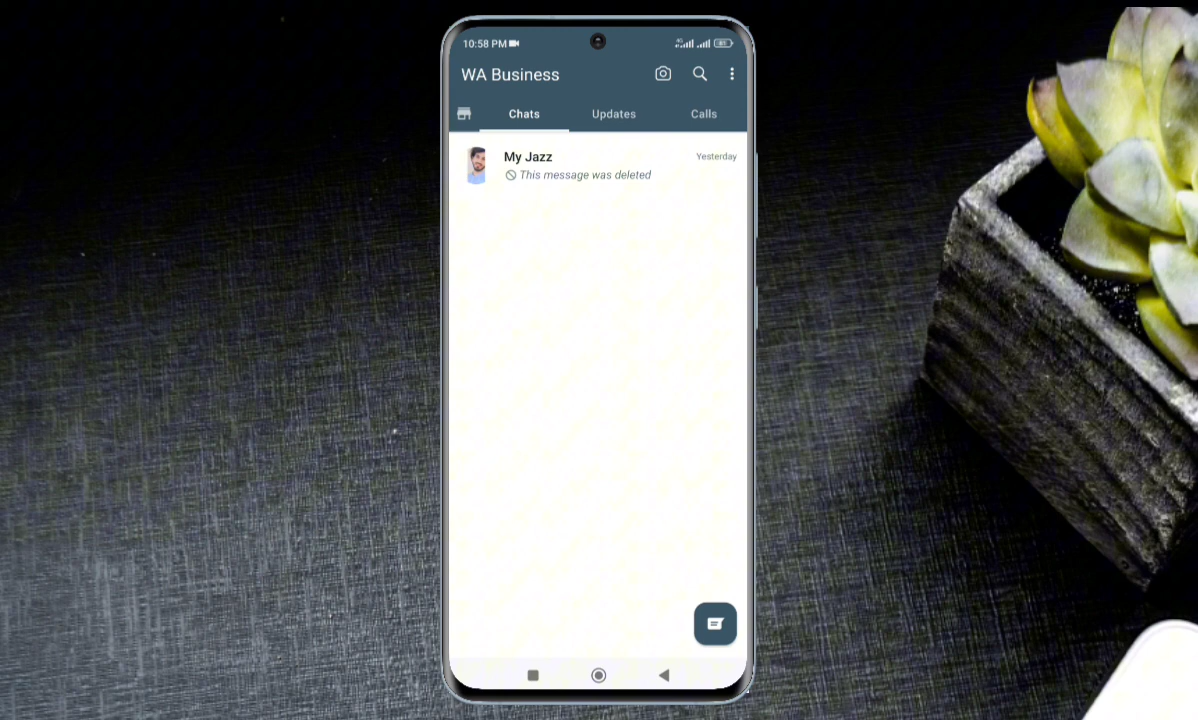 10:58 PM
WA Business
Chats Updates Calls
My Jazz Yesterday
This message was deleted